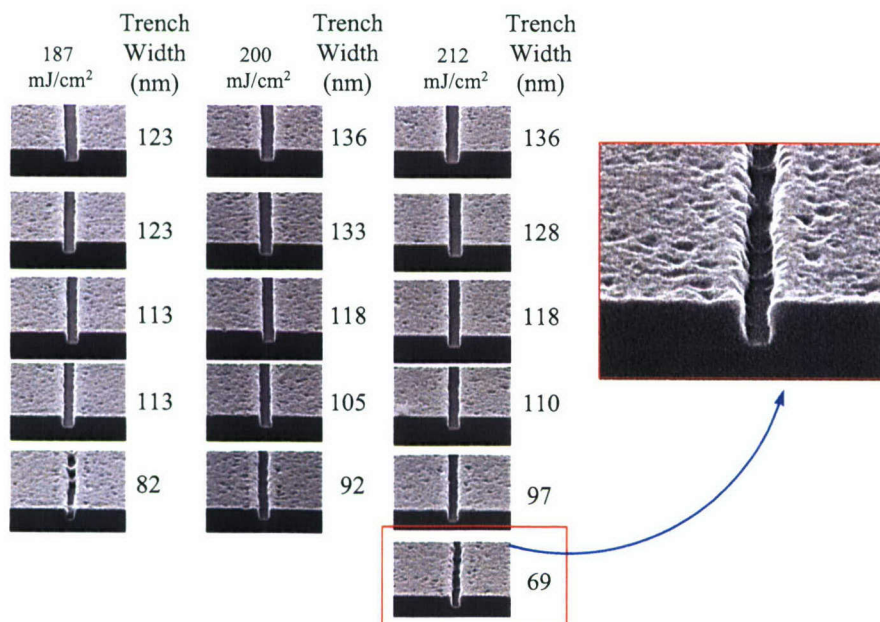 187
mJ/cm²
Trench
Width
(nm)
200
mJ/cm²
Trench
Width
(nm)
212
mJ/cm²
Trench
Width
(nm)
123
136
136
123
133
128
113
118
118
113
105
110
82
92
97
69